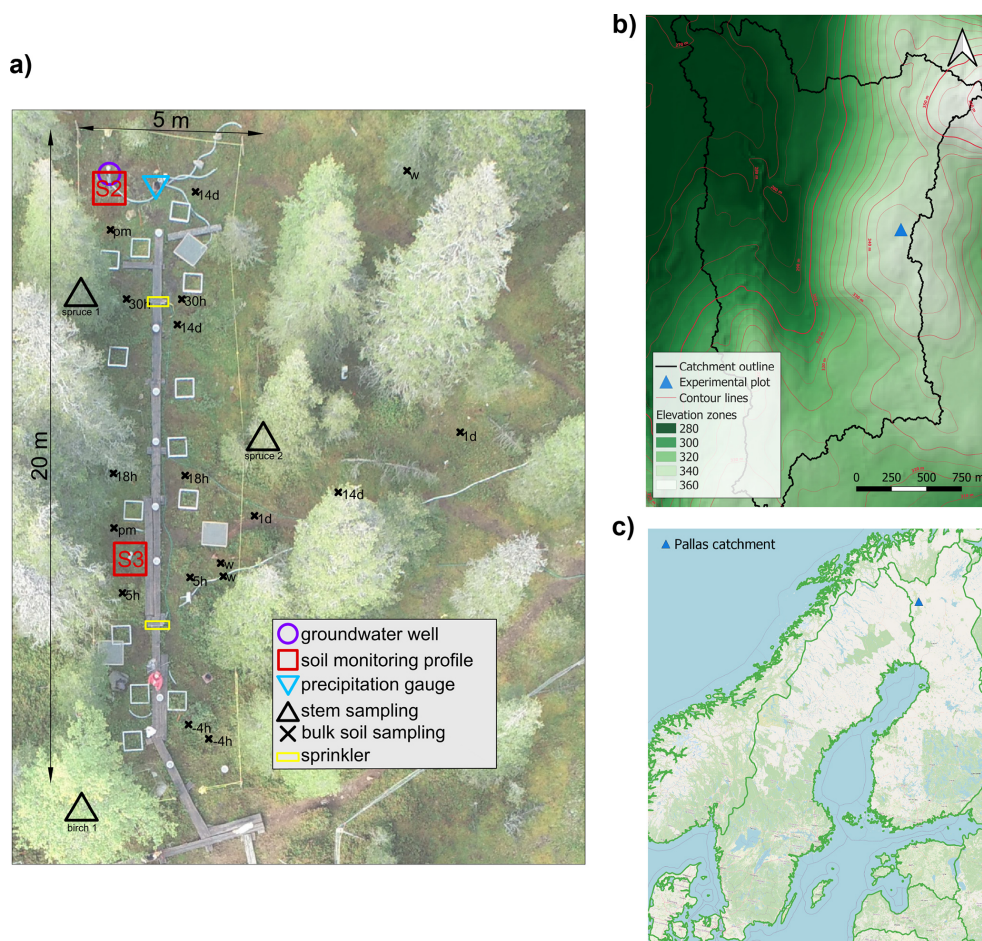 a)
5 m
20 m
S2
14d
w
pm
spruce 1
30h
30h
14d
spruce 2
1d
18h
18h
14d
pm
1d
S3
w
5h
w
5h
-4h
-4h
birch 1
groundwater well
soil monitoring profile
precipitation gauge
stem sampling
bulk soil sampling
sprinkler
b)
Catchment outline
Experimental plot
Contour lines
Elevation zones
280
300
320
340
360
0 250 500 750 m
c)
Pallas catchment